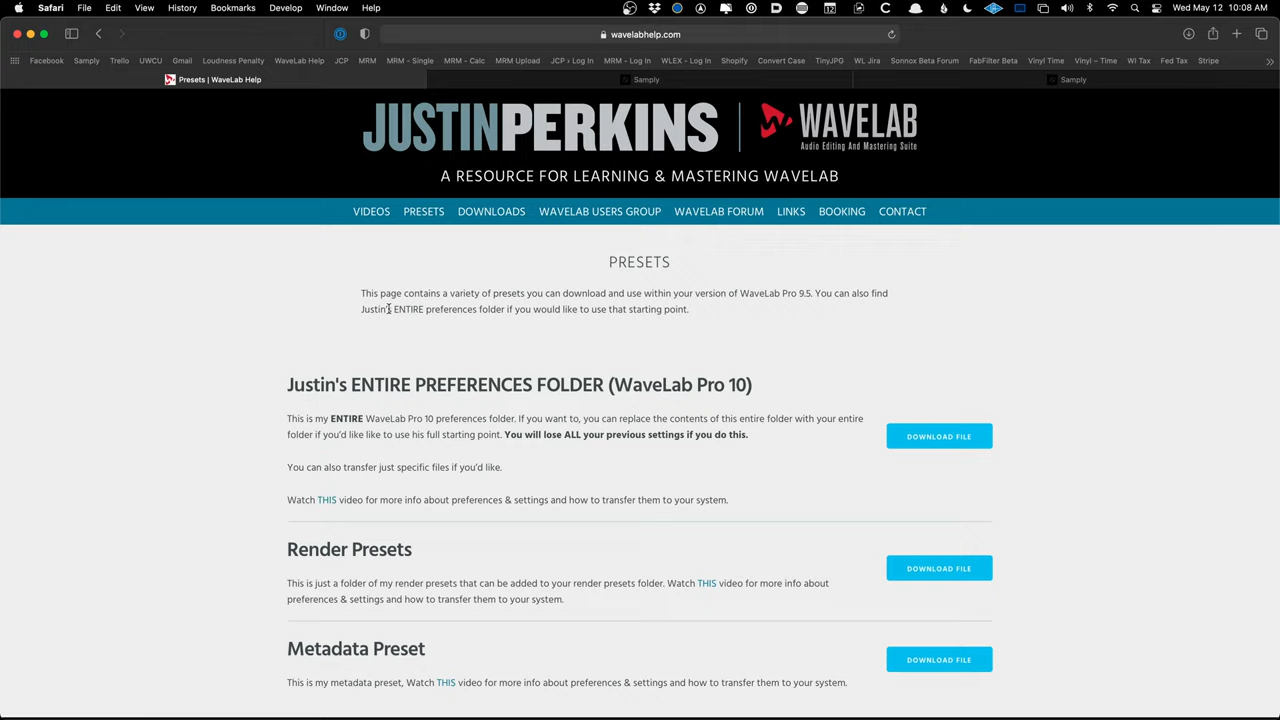 Safari File Edit View History Bookmarks Develop Window Help Wed May 12 10:08 AM
wavelabhelp.com
Facebook Samply Trello UWCU Gmail Loudness Penalty WaveLab Help JCP MRM MRM - Single MRM - Calc MRM Upload JCP › Log In MRM - Log In WLEX - Log In Shopify Convert Case TinyJPG WL Jira Sonnox Beta Forum FabFilter Beta Vinyl Time Vinyl – Time WI Tax Fed Tax Stripe
Presets | WaveLab Help Samply Samply
JUSTINPERKINS WAVELAB
Audio Editing And Mastering Suite
A RESOURCE FOR LEARNING & MASTERING WAVELAB
VIDEOS PRESETS DOWNLOADS WAVELAB USERS GROUP WAVELAB FORUM LINKS BOOKING CONTACT
PRESETS
This page contains a variety of presets you can download and use within your version of WaveLab Pro 9.5. You can also find
Justin's ENTIRE preferences folder if you would like to use that starting point.
Justin's ENTIRE PREFERENCES FOLDER (WaveLab Pro 10)
This is my ENTIRE WaveLab Pro 10 preferences folder. If you want to, you can replace the contents of this entire folder with your entire
folder if you'd like like to use his full starting point. You will lose ALL your previous settings if you do this.
DOWNLOAD FILE
You can also transfer just specific files if you'd like.
Watch THIS video for more info about preferences & settings and how to transfer them to your system.
Render Presets
DOWNLOAD FILE
This is just a folder of my render presets that can be added to your render presets folder. Watch THIS video for more info about
preferences & settings and how to transfer them to your system.
Metadata Preset
DOWNLOAD FILE
This is my metadata preset, Watch THIS video for more info about preferences & settings and how to transfer them to your system.